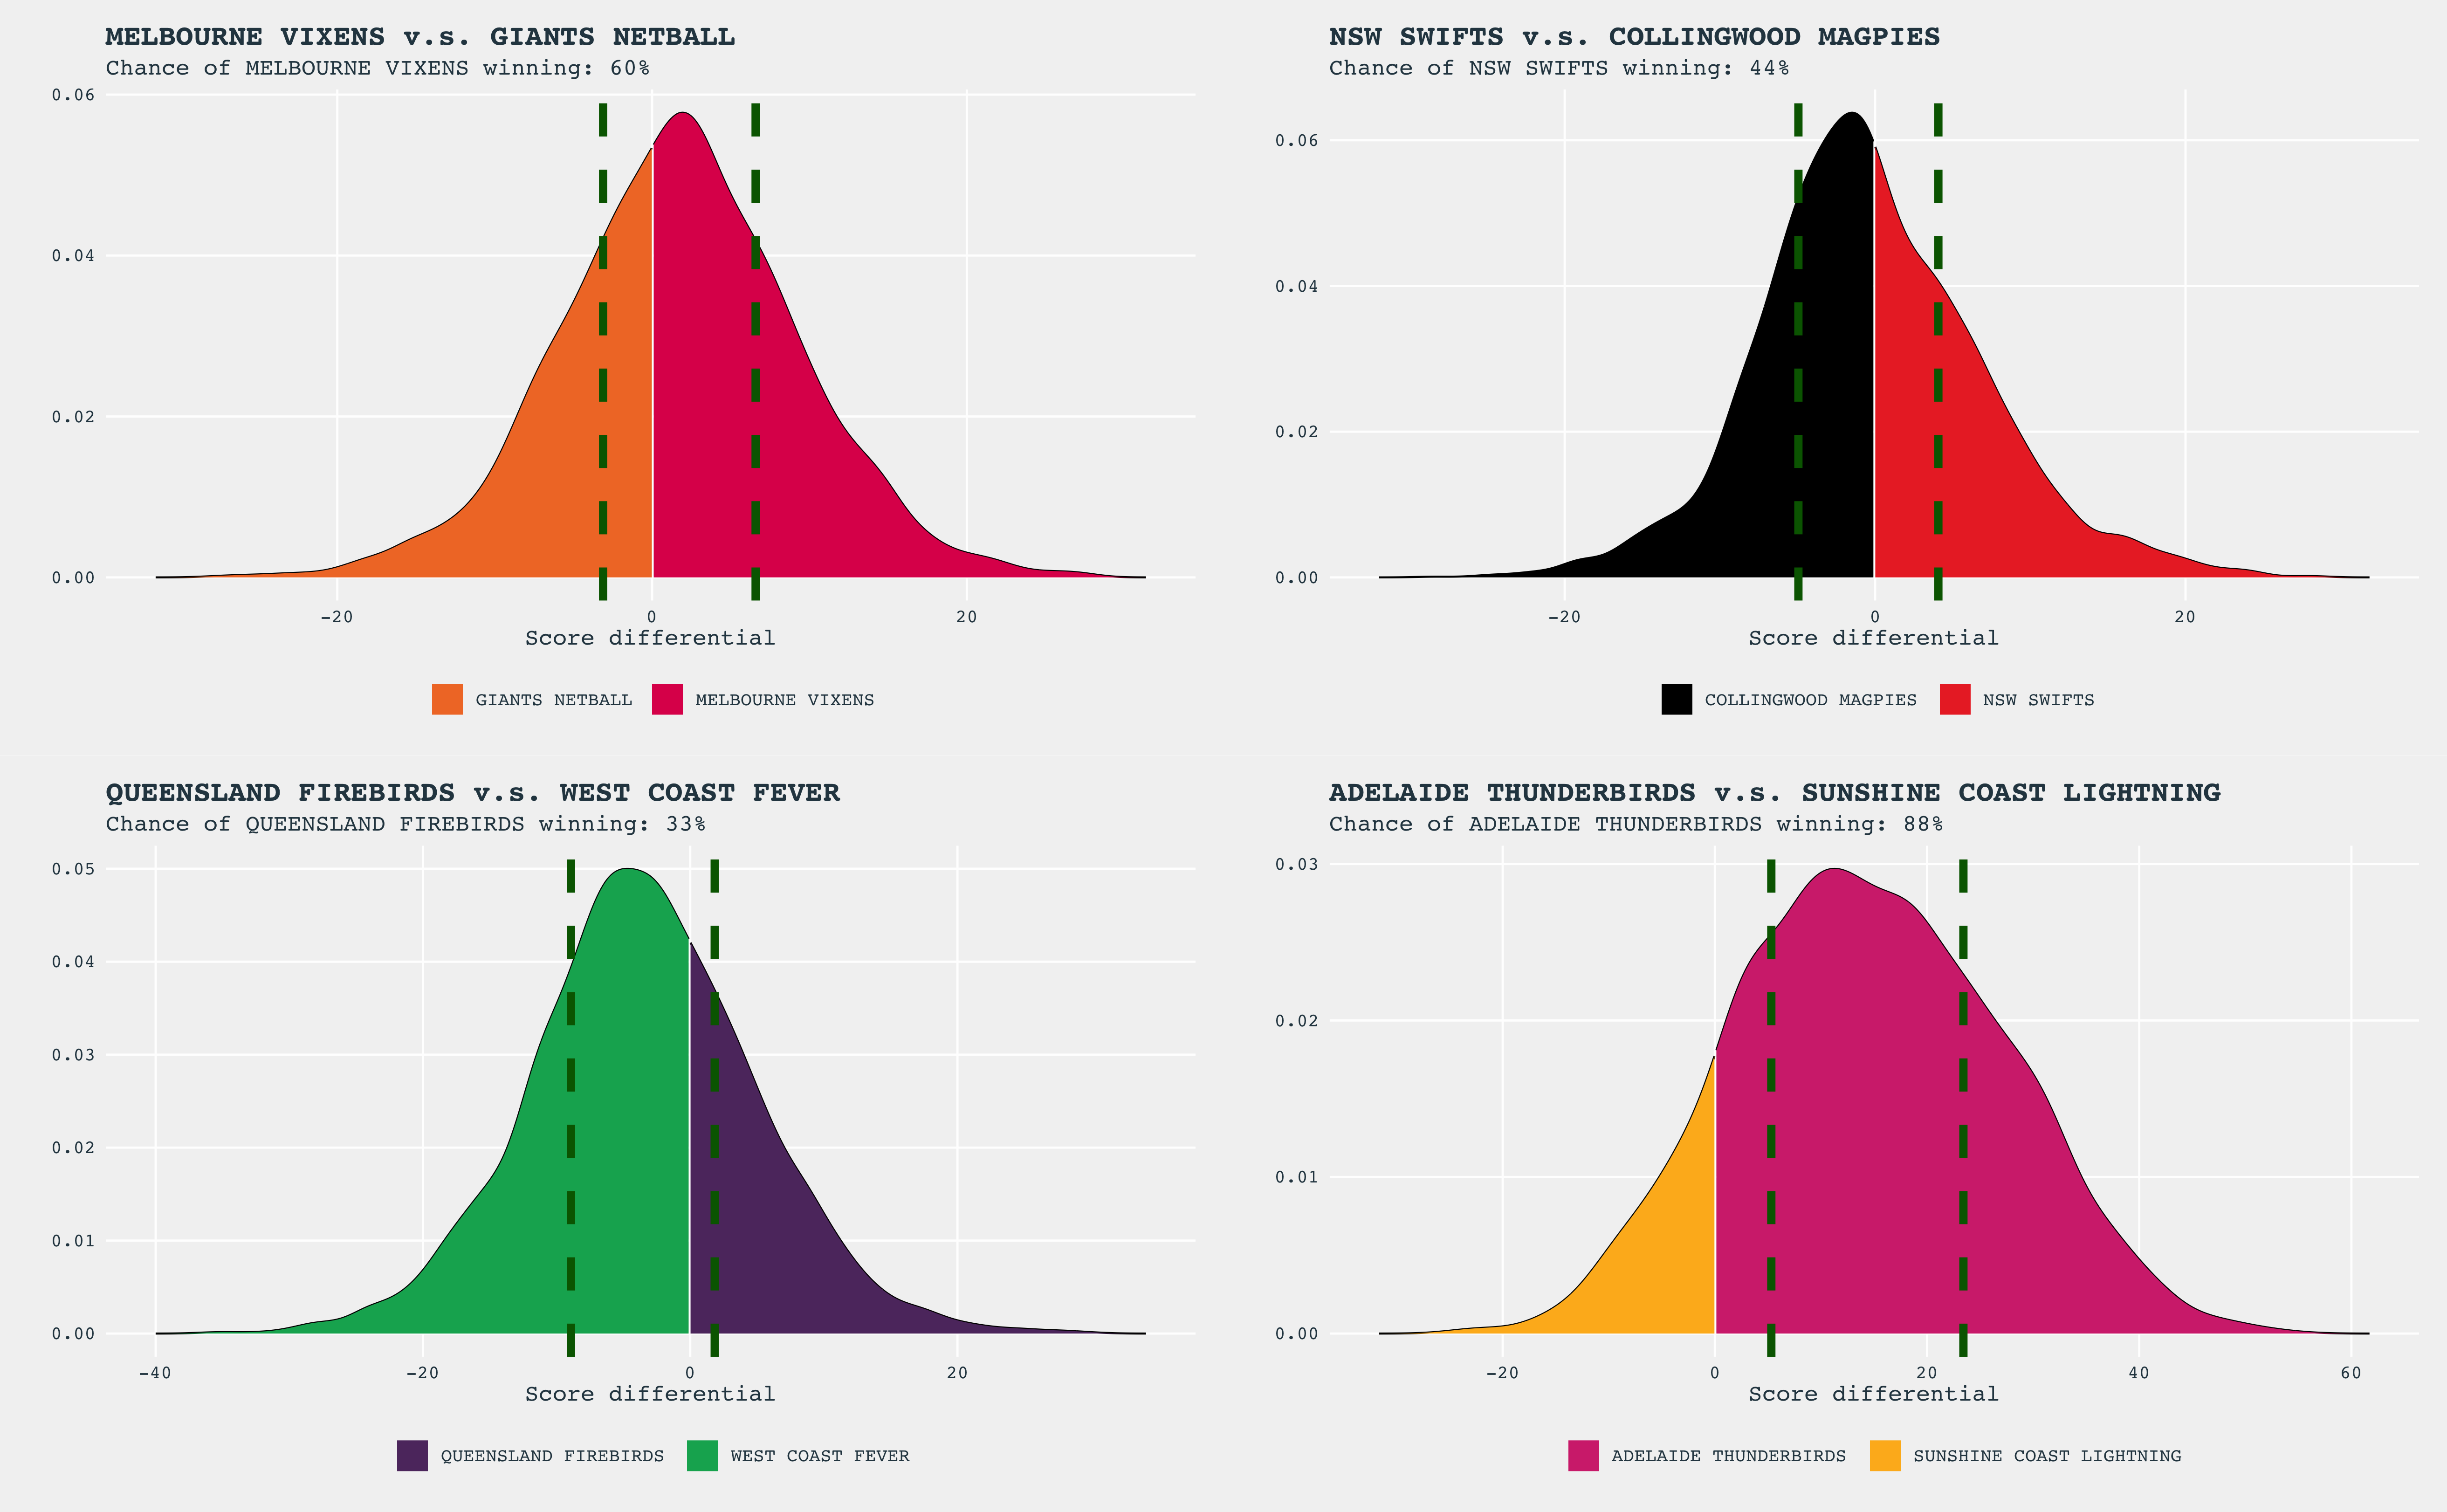 MELBOURNE VIXENS v.s. GIANTS NETBALL
Chance of MELBOURNE VIXENS winning: 60%
0.06
0.04
0.02
0.00
-20 0 20
Score differential
GIANTS NETBALL MELBOURNE VIXENS
NSW SWIFTS v.s. COLLINGWOOD MAGPIES
Chance of NSW SWIFTS winning: 44%
0.06
0.04
0.02
0.00
-20 0 20
Score differential
COLLINGWOOD MAGPIES NSW SWIFTS
QUEENSLAND FIREBIRDS v.s. WEST COAST FEVER
Chance of QUEENSLAND FIREBIRDS winning: 33%
0.05
0.04
0.03
0.02
0.01
0.00
-40 -20 0 20
Score differential
QUEENSLAND FIREBIRDS WEST COAST FEVER
ADELAIDE THUNDERBIRDS v.s. SUNSHINE COAST LIGHTNING
Chance of ADELAIDE THUNDERBIRDS winning: 88%
0.03
0.02
0.01
0.00
-20 0 20 40 60
Score differential
ADELAIDE THUNDERBIRDS SUNSHINE COAST LIGHTNING